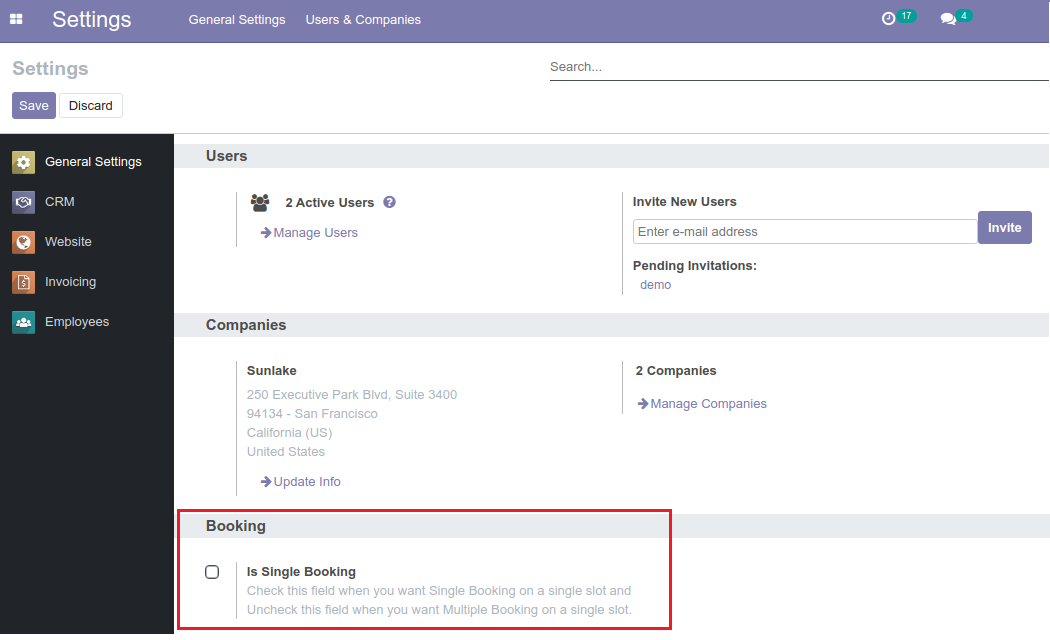 Settings
General Settings
Users & Companies
17
4
Settings
Search...
Save
Discard
General Settings
CRM
Website
Invoicing
Employees
Users
2 Active Users ?
Manage Users
Invite New Users
Enter e-mail address
Invite
Pending Invitations:
demo
Companies
Sunlake
250 Executive Park Blvd, Suite 3400
94134 - San Francisco
California (US)
United States
Update Info
2 Companies
Manage Companies
Booking
Is Single Booking
Check this field when you want Single Booking on a single slot and
Uncheck this field when you want Multiple Booking on a single slot.